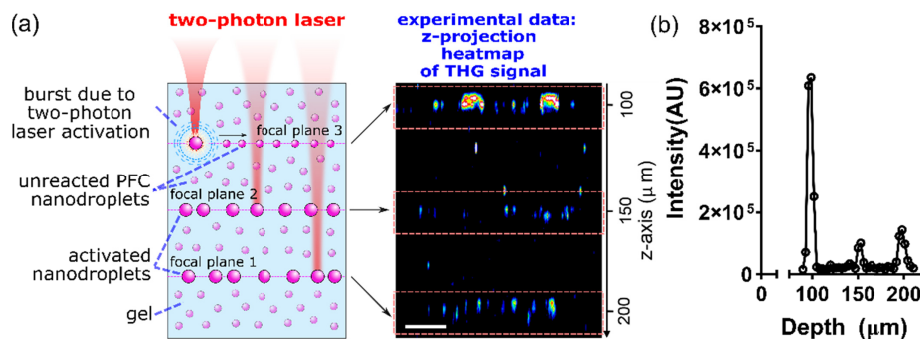 (a)
two-photon laser
burst due to
two-photon
laser activation
unreacted PFC
nanodroplets
activated
nanodroplets
gel
focal plane 3
focal plane 2
focal plane 1
experimental data:
z-projection
heatmap
of THG signal
100
150
200
z-axis(μm)
(b)
Intensity(AU)
8*10⁵
6*10⁵
4*10⁵
2*10⁵
0
0
100
150
200
Depth (μm)